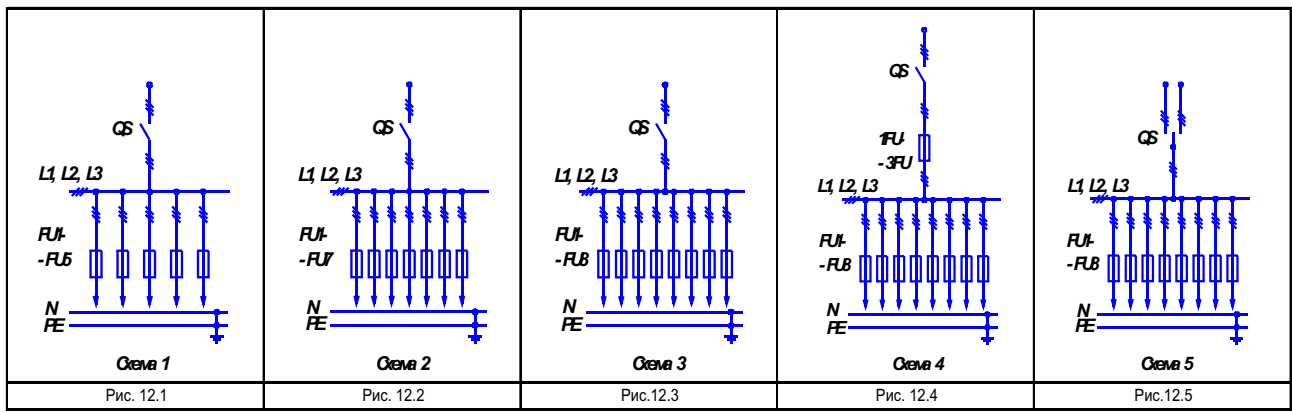 QS
L1, L2, L3
FU1-
- FU5
N
PE
Схема 1
Рис. 12.1
QS
L1, L2, L3
FU1-
- FU7
N
PE
Схема 2
Рис. 12.2
QS
L1, L2, L3
FU1-
- FU8
N
PE
Схема 3
Рис.12.3
QS
1FU-
- 3FU
L1, L2, L3
FU1-
- FU8
N
PE
Схема 4
Рис. 12.4
QS
L1, L2, L3
FU1-
- FU8
N
PE
Схема 5
Рис.12.5